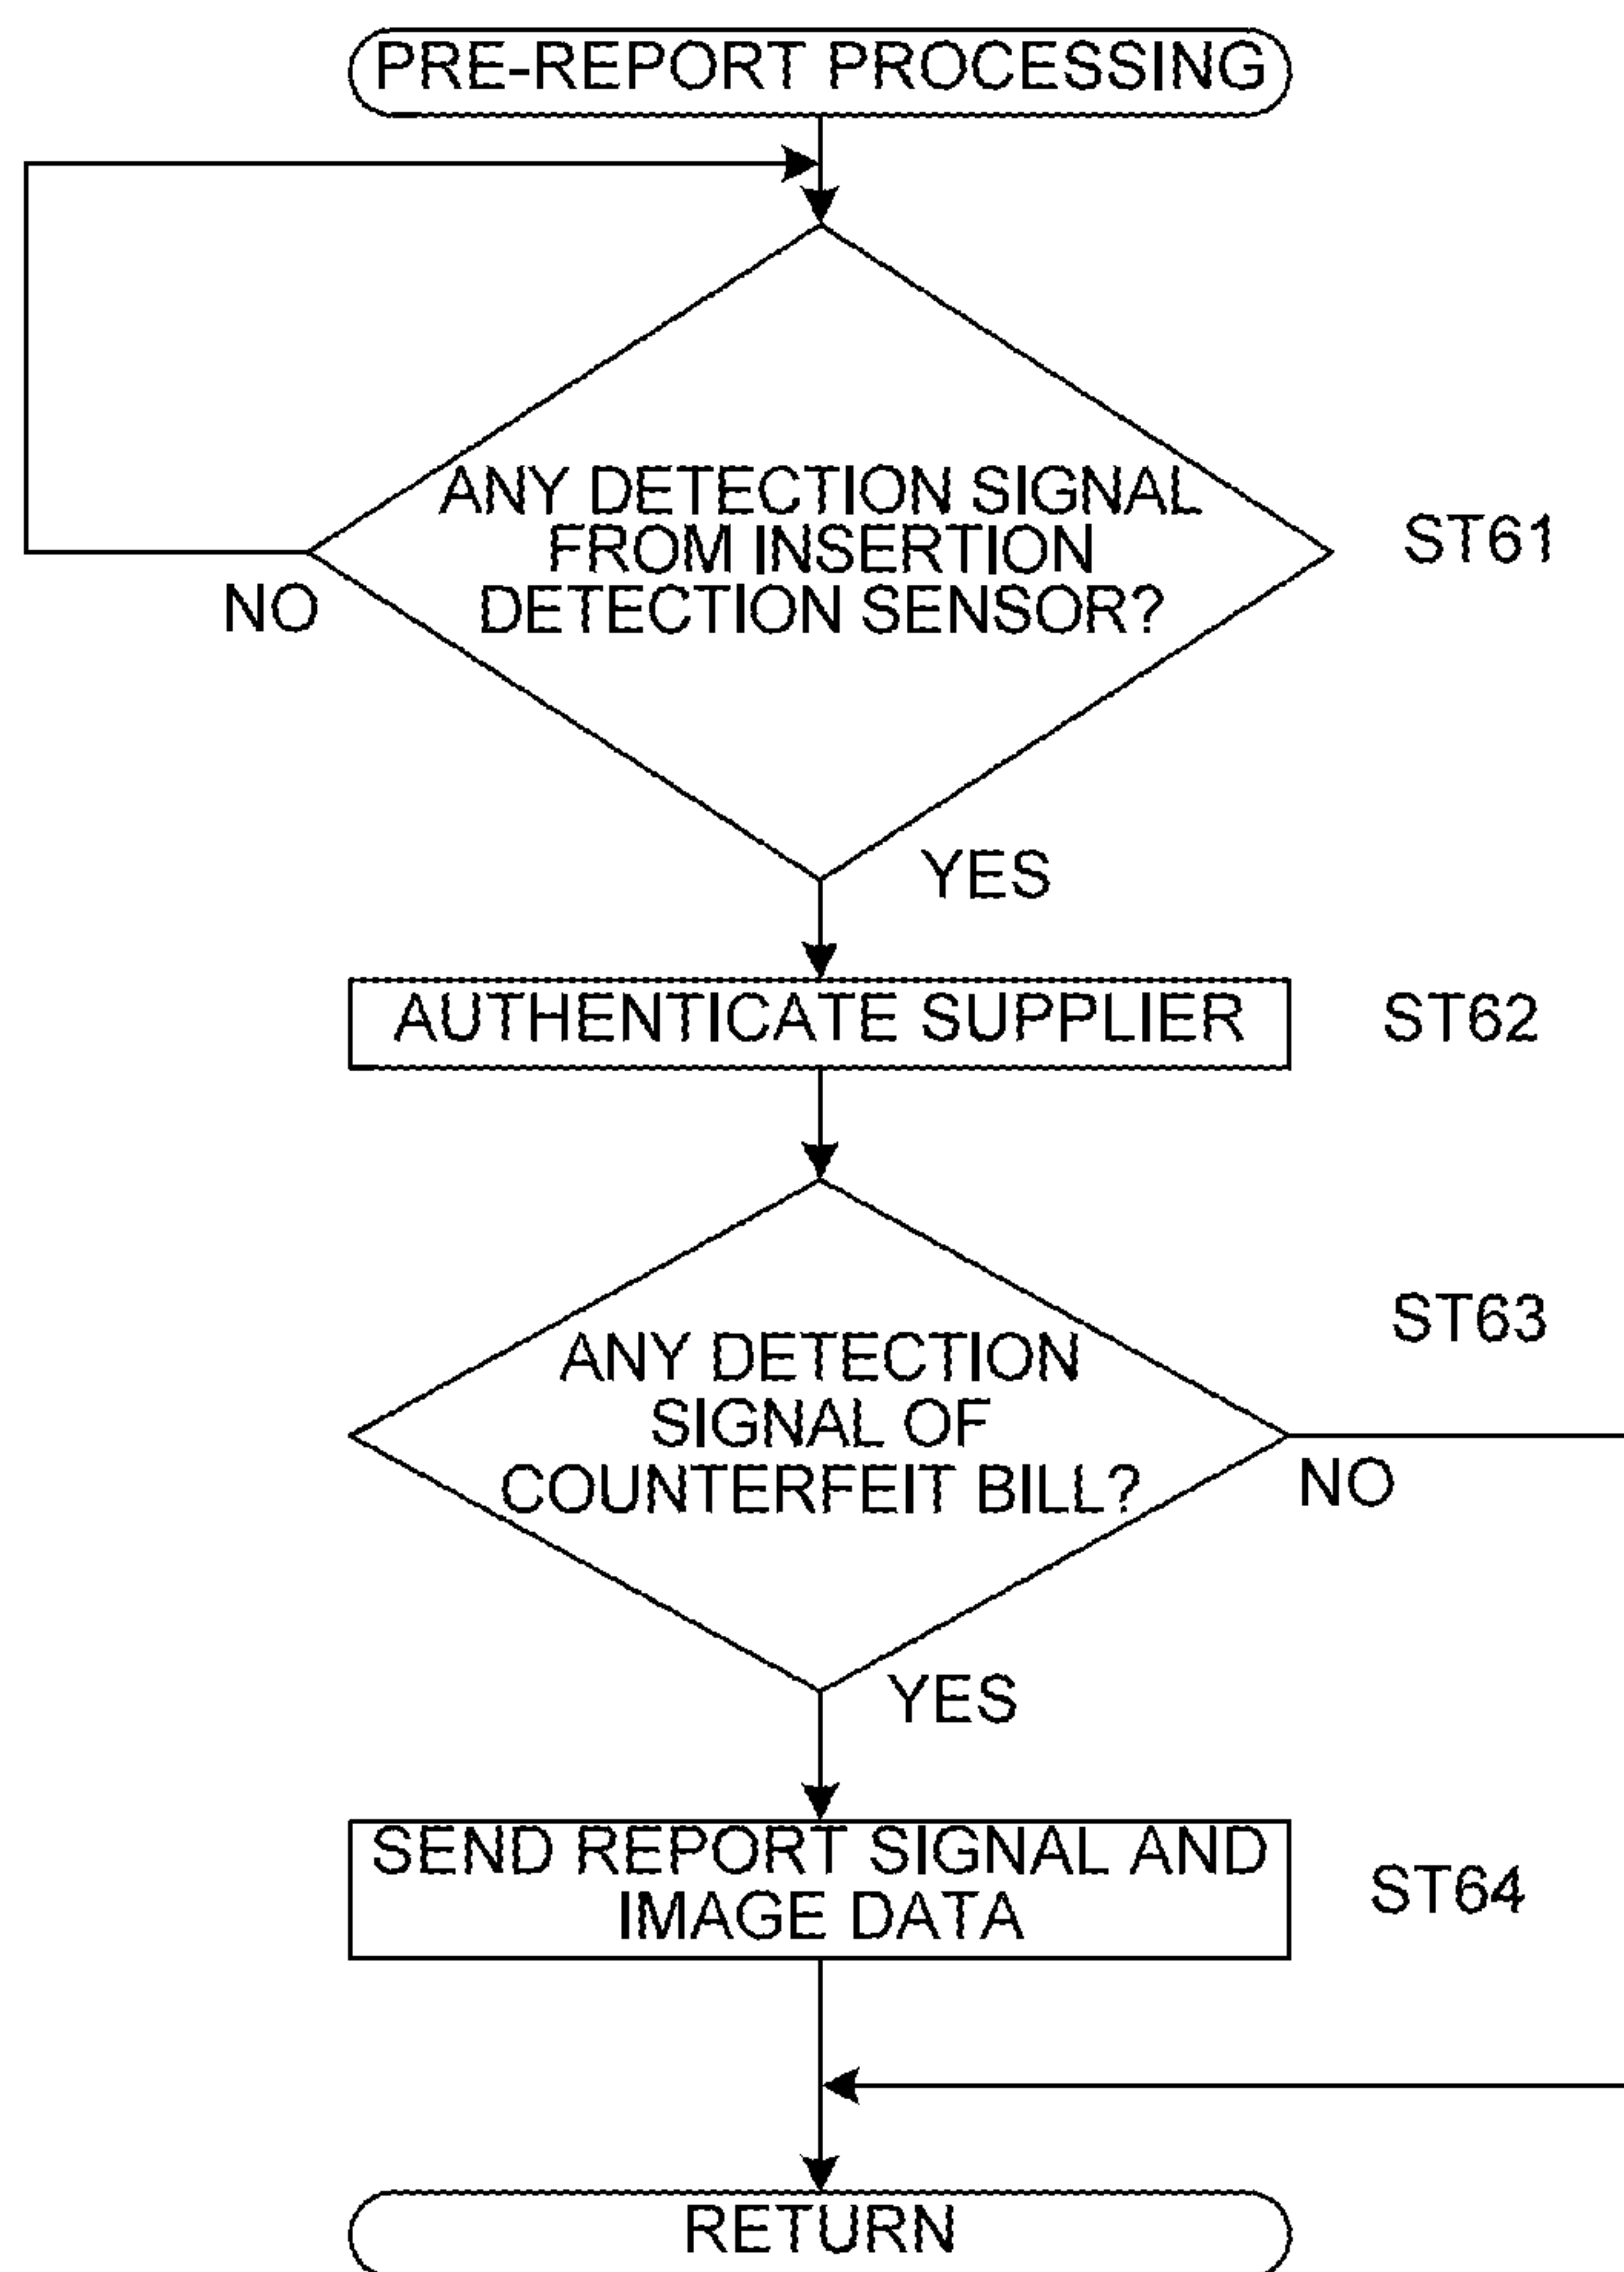 PRE-REPORT PROCESSING
ANY DETECTION SIGNAL
FROM INSERTION
DETECTION SENSOR?
ST61
NO
YES
AUTHENTICATE SUPPLIER
ST62
ST63
ANY DETECTION
SIGNAL OF
COUNTERFEIT BILL?
NO
YES
SEND REPORT SIGNAL AND
IMAGE DATA
ST64
RETURN